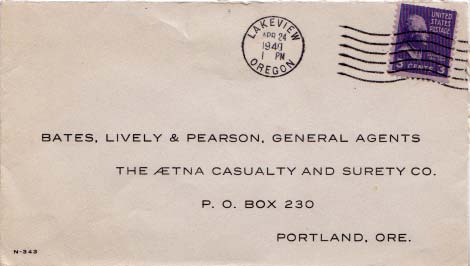 LAKEVIEW
APR 24
1 PM
OREGON
UNITED
STATES
POSTAGE
3 CENTS 3
BATES, LIVELY & PEARSON, GENERAL AGENTS
THE ÆTNA CASUALTY AND SURETY CO.
P. O. BOX 230
PORTLAND, ORE.
N-343